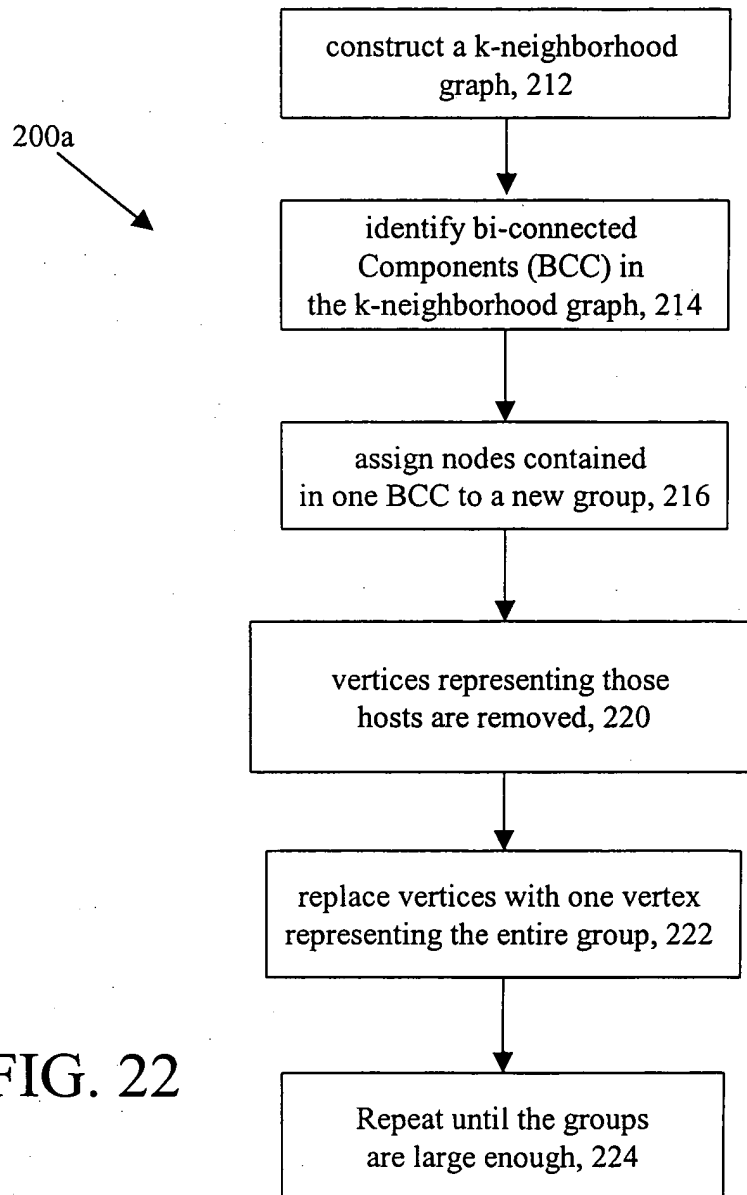 construct a k-neighborhood
graph, 212
200a
identify bi-connected
Components (BCC) in
the k-neighborhood graph, 214
assign nodes contained
in one BCC to a new group, 216
vertices representing those
hosts are removed, 220
replace vertices with one vertex
representing the entire group, 222
FIG. 22
Repeat until the groups
are large enough, 224